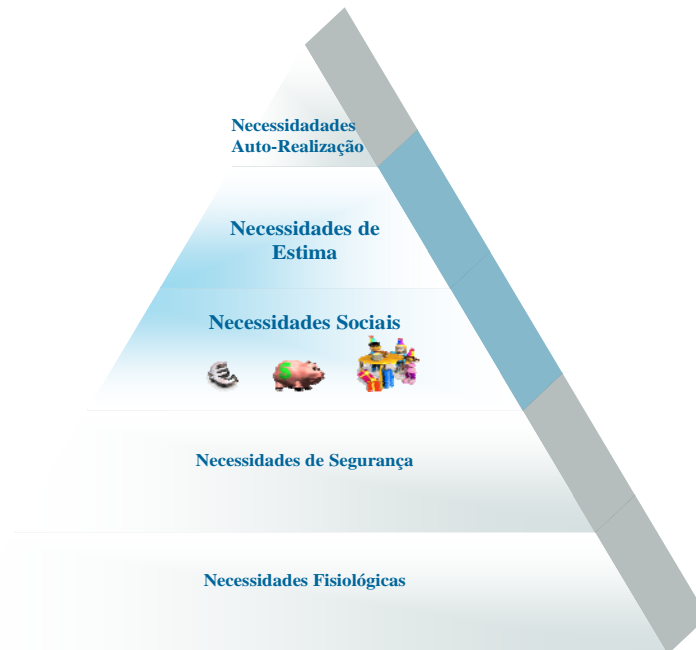 Necessidadades
Auto-Realização
Necessidades de
Estima
Necessidades Sociais
Necessidades de Segurança
Necessidades Fisiológicas